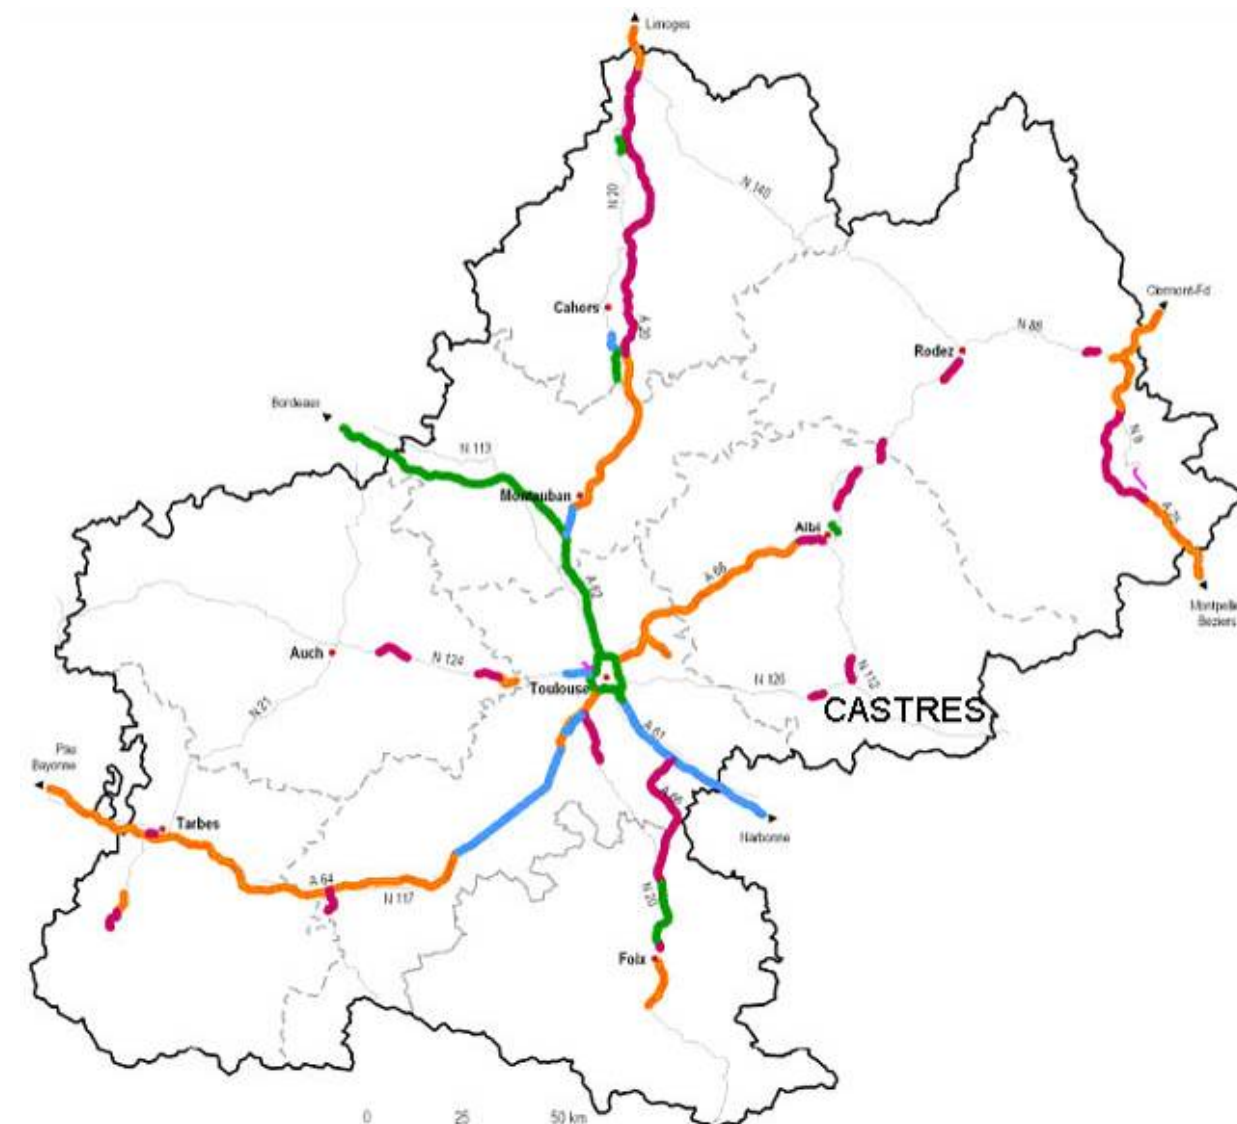 Limoges
N 140
N 20
Clermont-Fd
Cahors
A 20
N 88
Rodez
Bordeaux
N 113
N 9
Montauban
A 75
Albi
A 62
A 68
Montpellie
Beziers
Auch
N 124
Toulouse
N 126
N 112
CASTRES
N 21
A 61
Pau
Bayonne
A 66
Tarbes
Narbonne
A 64
N 117
N 20
Foix
0 25 50 km